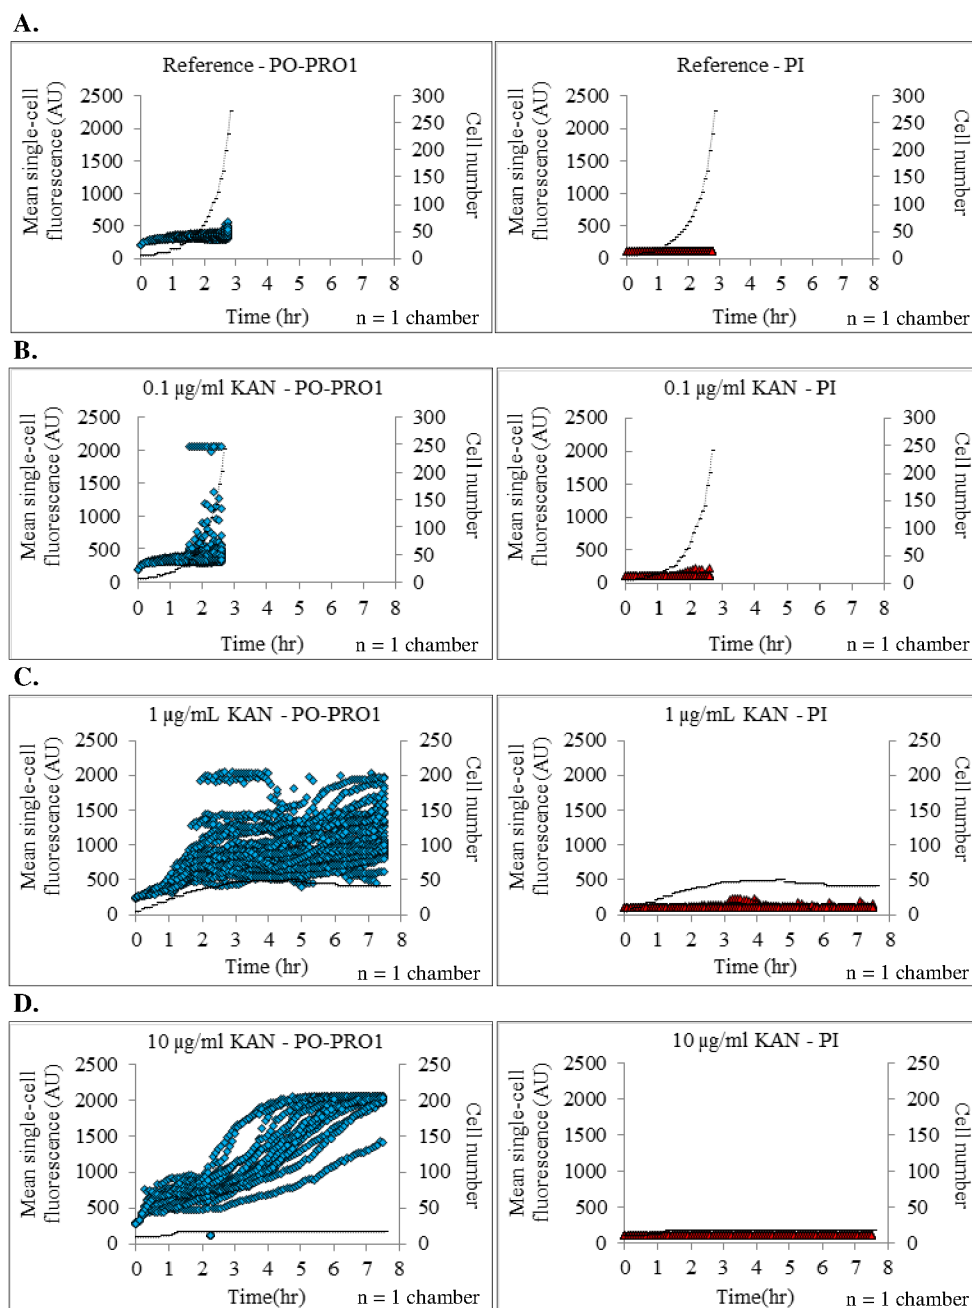 A.
Reference - PO-PRO1
Mean single-cell
fluorescence (AU)
2500
2000
1500
1000
500
0
300
250
200
150
100
50
0
Cell number
0 1 2 3 4 5 6 7 8
Time (hr)
n = 1 chamber
Reference - PI
Mean single-cell
fluorescence (AU)
2500
2000
1500
1000
500
0
300
250
200
150
100
50
0
Cell number
0 1 2 3 4 5 6 7 8
Time (hr)
n = 1 chamber
B.
0.1 µg/ml KAN - PO-PRO1
Mean single-cell
fluorescence (AU)
2500
2000
1500
1000
500
0
300
250
200
150
100
50
0
Cell number
0 1 2 3 4 5 6 7 8
Time (hr)
n = 1 chamber
0.1 µg/ml KAN - PI
Mean single-cell
fluorescence (AU)
2500
2000
1500
1000
500
0
300
250
200
150
100
50
0
Cell number
0 1 2 3 4 5 6 7 8
Time (hr)
n = 1 chamber
C.
1 µg/mL KAN - PO-PRO1
Mean single-cell
fluorescence (AU)
2500
2000
1500
1000
500
0
250
200
150
100
50
0
Cell number
0 1 2 3 4 5 6 7 8
Time (hr)
n = 1 chamber
1 µg/mL KAN - PI
Mean single-cell
fluorescence (AU)
2500
2000
1500
1000
500
0
250
200
150
100
50
0
Cell number
0 1 2 3 4 5 6 7 8
Time (hr)
n = 1 chamber
D.
10 µg/ml KAN - PO-PRO1
Mean single-cell
fluorescence (AU)
2500
2000
1500
1000
500
0
250
200
150
100
50
0
Cell number
0 1 2 3 4 5 6 7 8
Time(hr)
n = 1 chamber
10 µg/ml KAN - PI
Mean single-cell
fluorescence (AU)
2500
2000
1500
1000
500
0
250
200
150
100
50
0
Cell number
0 1 2 3 4 5 6 7 8
Time(hr)
n = 1 chamber